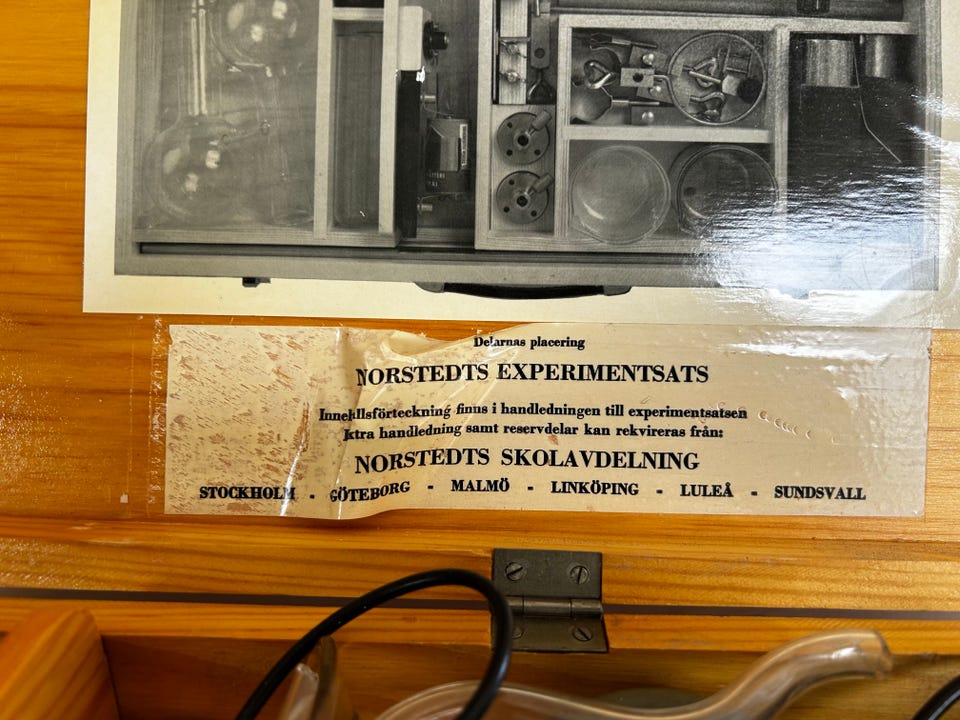 Delarnas placering
NORSTEDTS EXPERIMENTSATS
Innehållsförteckning finns i handledningen till experimentsatsen
Extra handledning samt reservdelar kan rekvireras från:
NORSTEDTS SKOLAVDELNING
STOCKHOLM - GÖTEBORG - MALMÖ - LINKÖPING - LULEÅ - SUNDSVALL